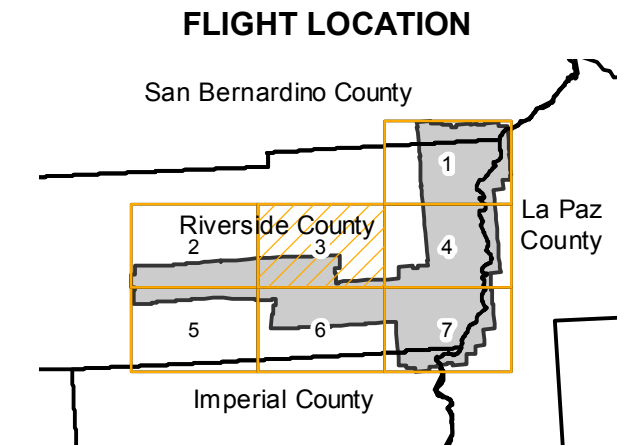 FLIGHT LOCATION
San Bernardino County
1
La Paz
County
Riverside County
2
3
4
5
6
7
Imperial County